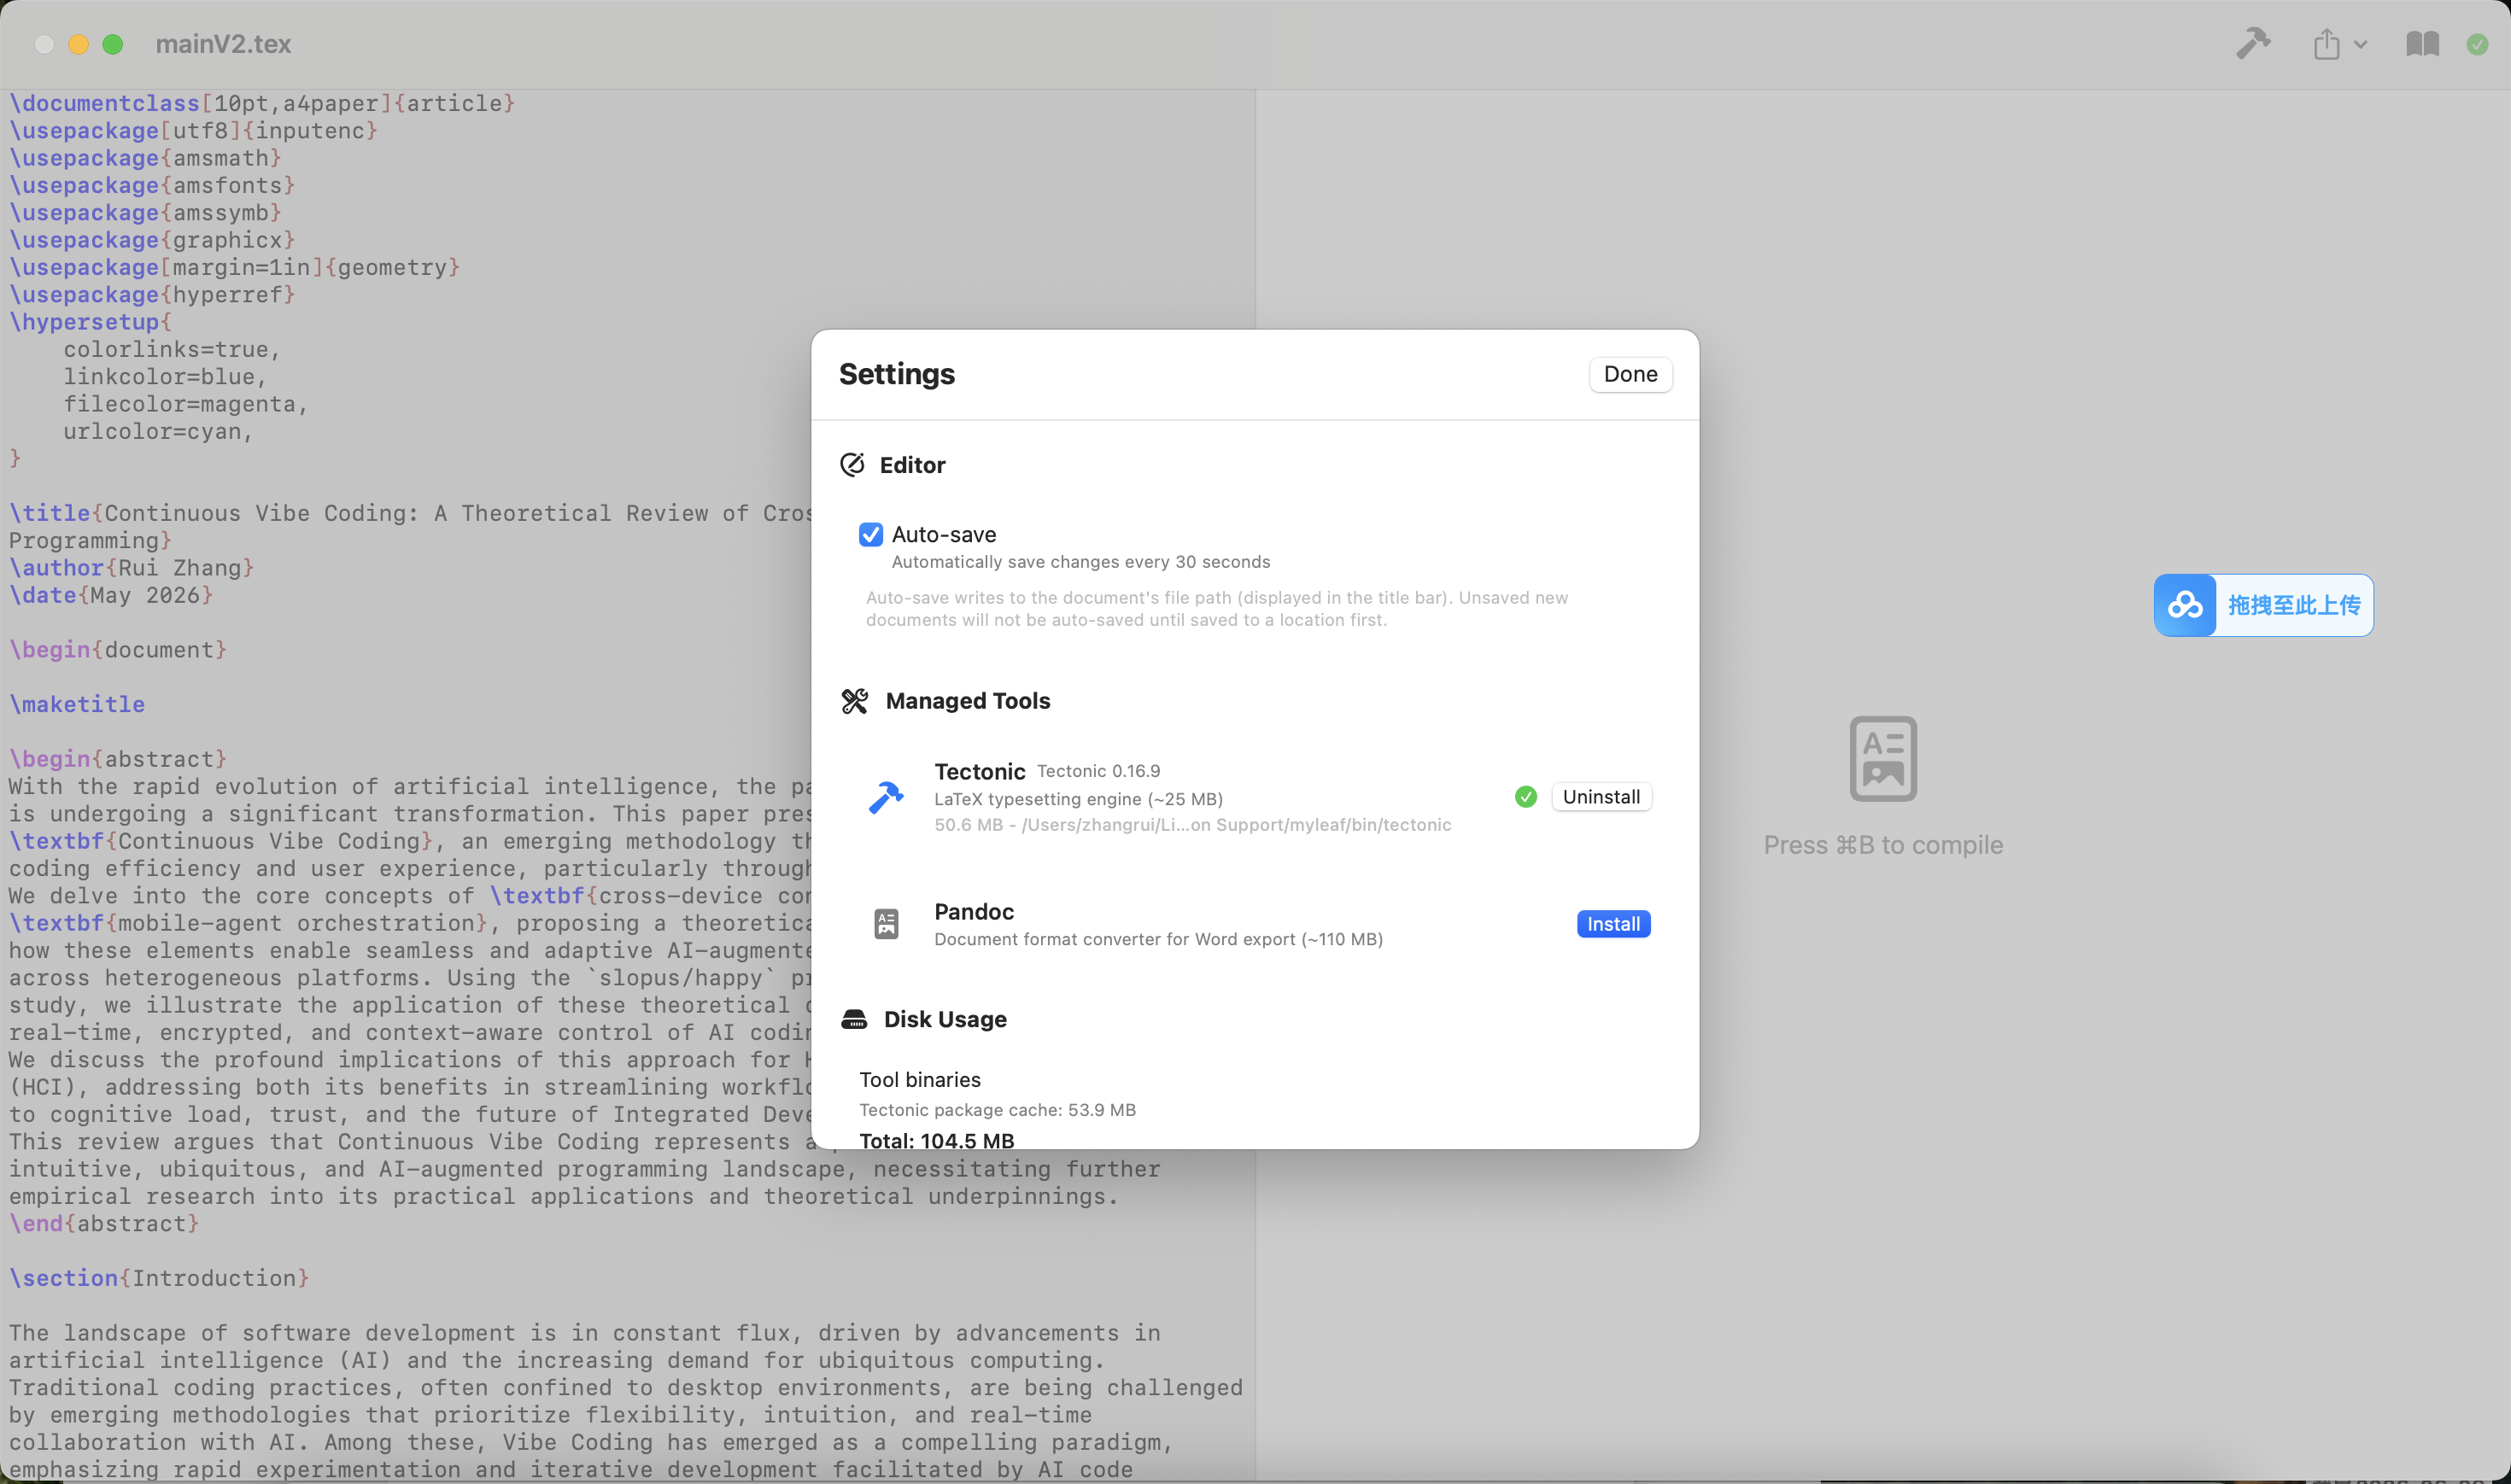 mainV2.tex
\documentclass[10pt,a4paper]{article}
\usepackage[utf8]{inputenc}
\usepackage{amsmath}
\usepackage{amsfonts}
\usepackage{amssymb}
\usepackage{graphicx}
\usepackage[margin=1in]{geometry}
\usepackage{hyperref}
\hypersetup{
    colorlinks=true,
    linkcolor=blue,
    filecolor=magenta,
    urlcolor=cyan,
}
\title{Continuous Vibe Coding: A Theoretical Review of
Programming}
\author{Rui Zhang}
\date{May 2026}
\begin{document}
\maketitle
\begin{abstract}
With the rapid evolution of artificial intelligence, the
is undergoing a significant transformation. This paper
\textbf{Continuous Vibe Coding}, an emerging methodology
coding efficiency and user experience, particularly
We delve into the core concepts of \textbf{cross-device
\textbf{mobile-agent orchestration}, proposing a
how these elements enable seamless and adaptive
across heterogeneous platforms. Using the `slopus/happy`
study, we illustrate the application of these theoretical
real-time, encrypted, and context-aware control of AI
We discuss the profound implications of this approach for
(HCI), addressing both its benefits in streamlining
to cognitive load, trust, and the future of Integrated
This review argues that Continuous Vibe Coding represents
intuitive, ubiquitous, and AI-augmented programming landscape, necessitating further
empirical research into its practical applications and theoretical underpinnings.
\end{abstract}
\section{Introduction}
The landscape of software development is in constant flux, driven by advancements in
artificial intelligence (AI) and the increasing demand for ubiquitous computing.
Traditional coding practices, often confined to desktop environments, are being challenged
by emerging methodologies that prioritize flexibility, intuition, and real-time
collaboration with AI. Among these, Vibe Coding has emerged as a compelling paradigm,
emphasizing rapid experimentation and iterative development facilitated by AI code
Settings
Done
Editor
Auto-save
Automatically save changes every 30 seconds
Auto-save writes to the document's file path (displayed in the title bar). Unsaved new
documents will not be auto-saved until saved to a location first.
Managed Tools
Tectonic Tectonic 0.16.9
LaTeX typesetting engine (~25 MB)
50.6 MB - /Users/zhangrui/Li...on Support/myleaf/bin/tectonic
Uninstall
Pandoc
Document format converter for Word export (~110 MB)
Install
Disk Usage
Tool binaries
Tectonic package cache: 53.9 MB
Total: 104.5 MB
拖拽至此上传
Press ⌘B to compile